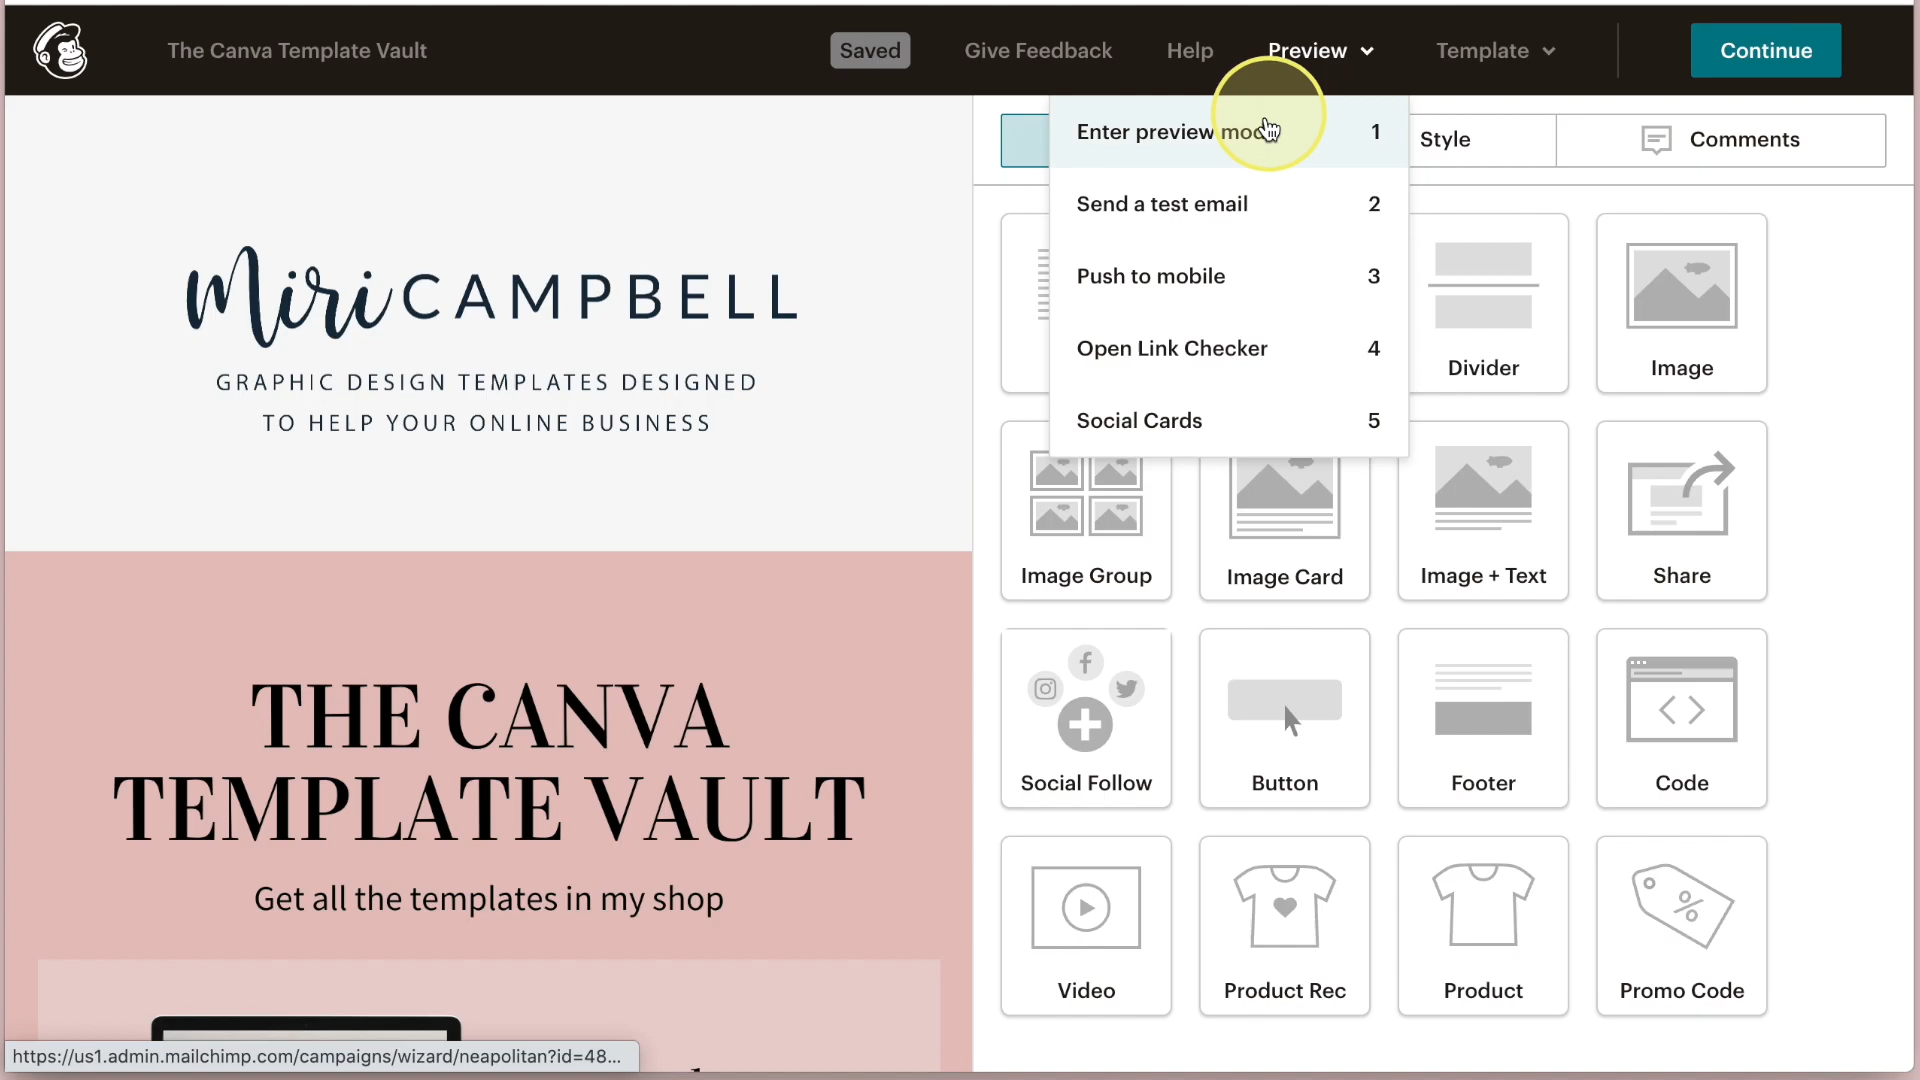 The Canva Template Vault
Saved
Give Feedback
Help
Preview
Template
Continue
Enter preview mod
1
Send a test email
2
Push to mobile
3
Open Link Checker
4
Social Cards
5
Style
Comments
Miri CAMPBELL
GRAPHIC DESIGN TEMPLATES DESIGNED
TO HELP YOUR ONLINE BUSINESS
THE CANVA
TEMPLATE VAULT
Get all the templates in my shop
Divider
Image
Image Group
Image Card
Image + Text
Share
Social Follow
Button
Footer
Code
Video
Product Rec
Product
Promo Code
https://us1.admin.mailchimp.com/campaigns/wizard/neapolitan?id=48...